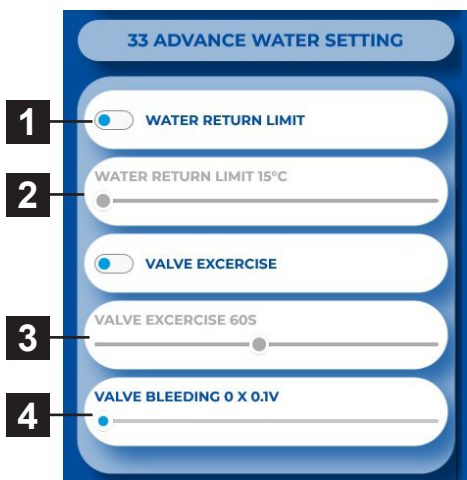 33 ADVANCE WATER SETTING
1
WATER RETURN LIMIT
2
WATER RETURN LIMIT 15°C
VALVE EXCERCISE
3
VALVE EXCERCISE 60S
4
VALVE BLEEDING 0 X 0.1V